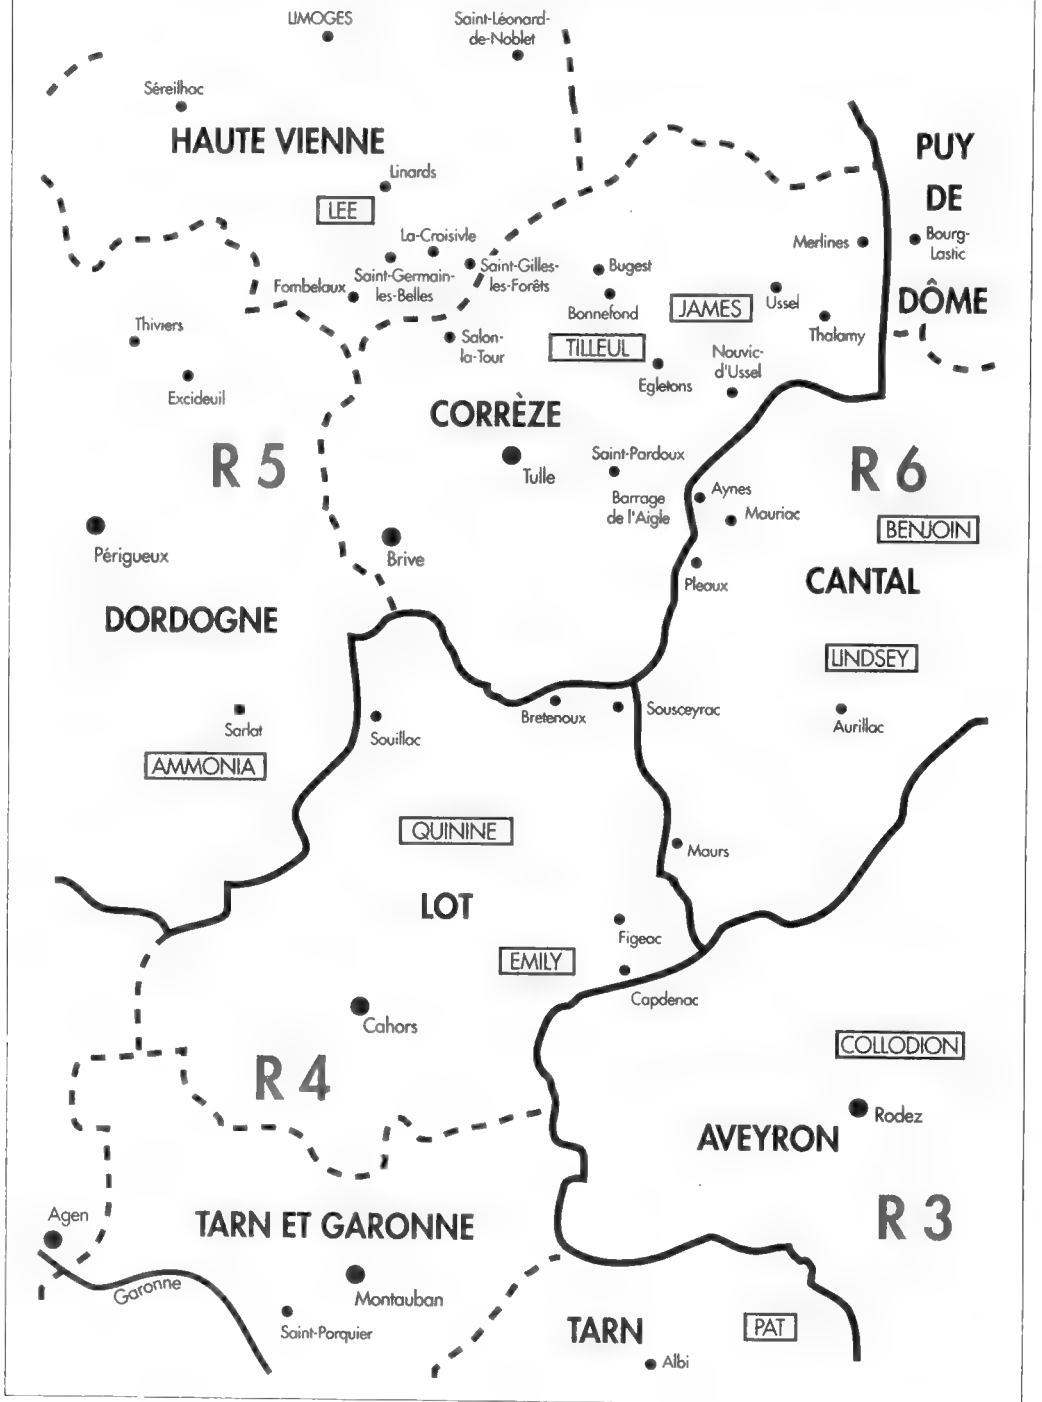 LIMOGES
Saint-Léonard-
de-Noblet
Séreilhac
HAUTE VIENNE
PUY
DE
DÔME
Linards
LEE
La-Croisivle
Merlines
Bourg-
Lastic
Saint-Germain-
les-Belles
Saint-Gilles-
les-Forêts
Bugest
Fombelaux
Bonnefond
JAMES
Ussel
Thiviers
Salon-
la-Tour
TILLEUL
Nouvic-
d'Ussel
Thalamy
Excideuil
Egletons
CORRÈZE
R 5
Tulle
Saint-Pardoux
R 6
Barrage
de l'Aigle
Aynes
Mauriac
BENJOIN
Périgueux
Brive
Pleaux
CANTAL
DORDOGNE
LINDSEY
Sarlat
Souillac
Bretenoux
Sousceyrac
Aurillac
AMMONIA
QUININE
Maurs
LOT
Figeac
EMILY
Capdenac
Cahors
COLLODION
R 4
Rodez
AVEYRON
Agen
TARN ET GARONNE
R 3
Garonne
Montauban
Saint-Porquier
TARN
PAT
Albi